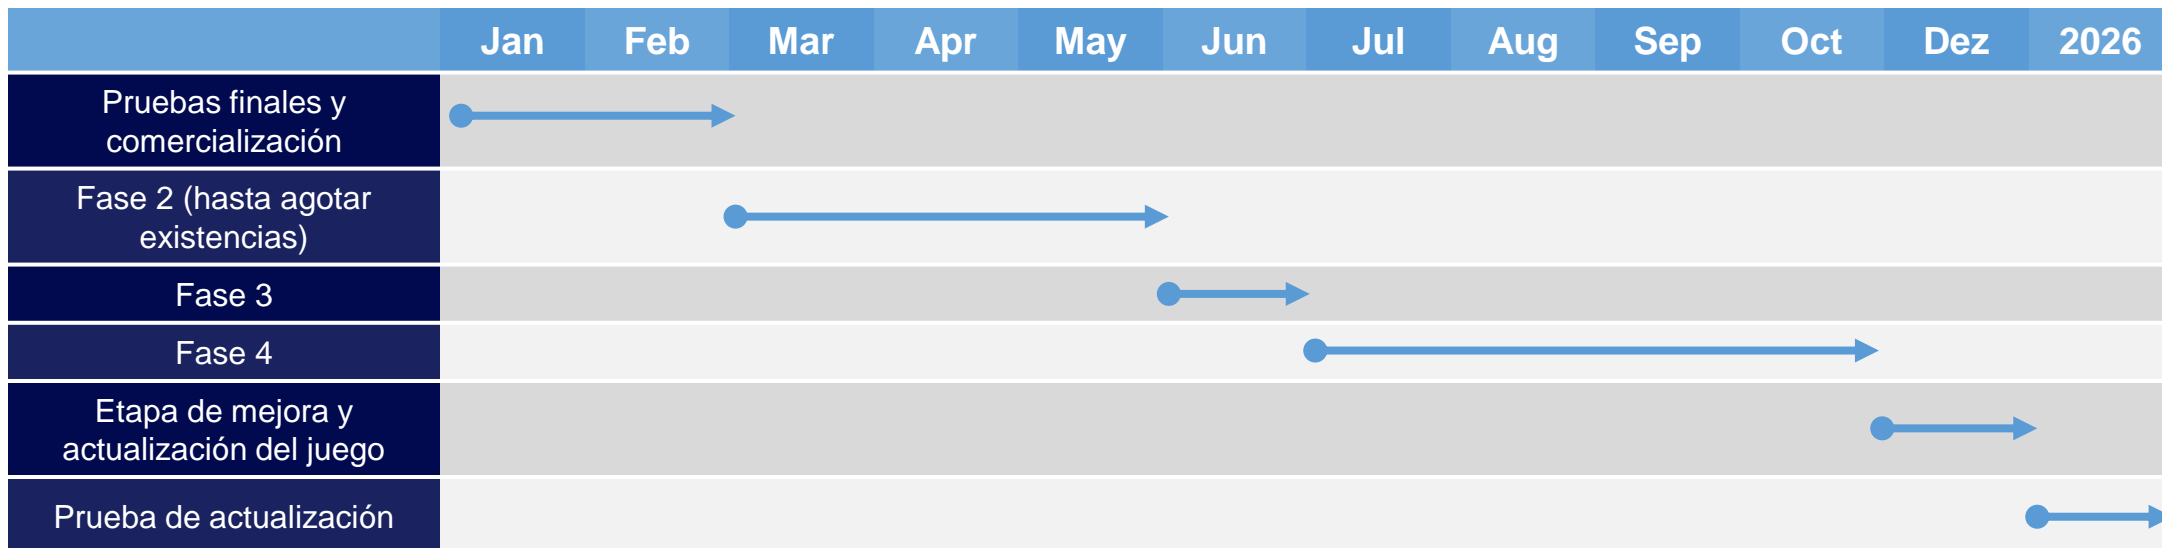 Jan Feb Mar Apr May Jun Jul Aug Sep Oct Dez 2026
Pruebas finales y
comercialización
Fase 2 (hasta agotar
existencias)
Fase 3
Fase 4
Etapa de mejora y
actualización del juego
Prueba de actualización